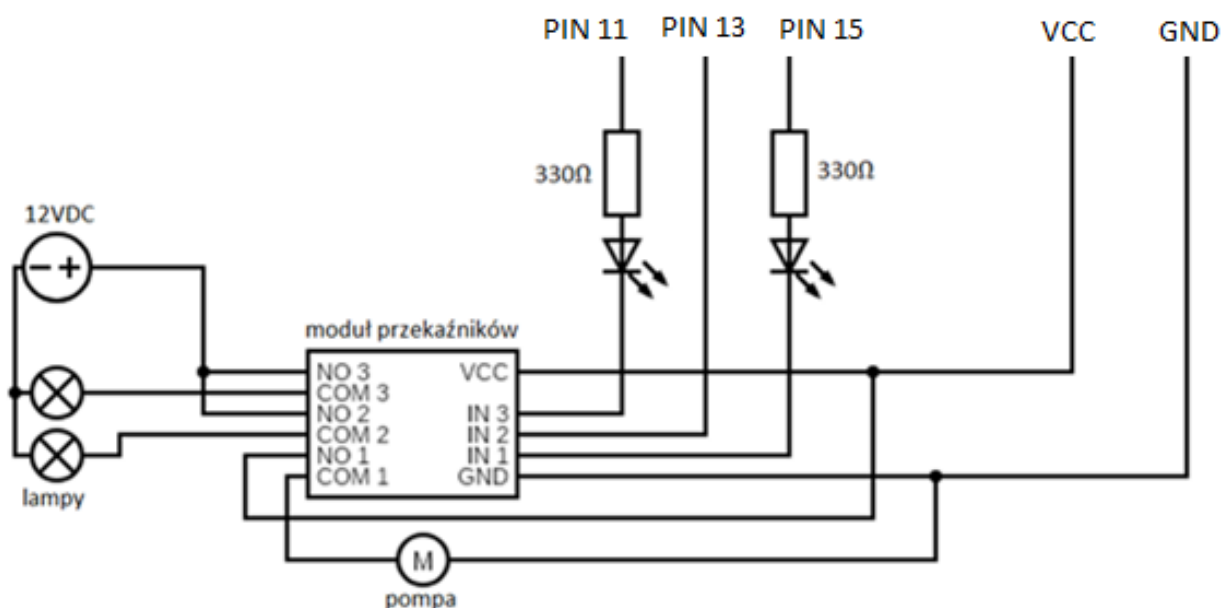 PIN 11 PIN 13 PIN 15 VCC GND
330Ω 330Ω
12VDC
moduł przekaźników
NO 3 VCC
COM 3
NO 2 IN 3
COM 2 IN 2
NO 1 IN 1
COM 1 GND
lampy
M
pompa